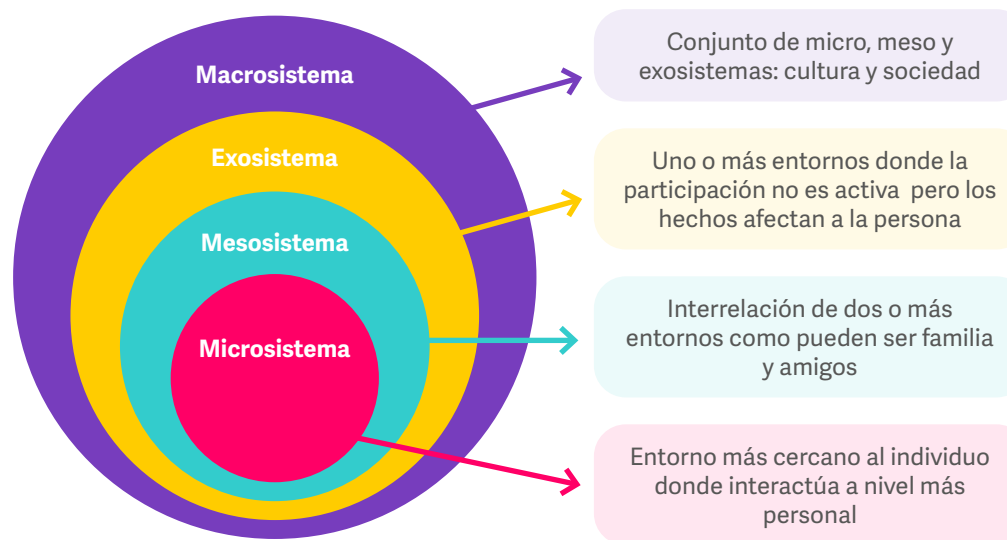 Macrosistema
Exosistema
Mesosistema
Microsistema
Conjunto de micro, meso y
exosistemas: cultura y sociedad
Uno o más entornos donde la
participación no es activa pero los
hechos afectan a la persona
Interrelación de dos o más
entornos como pueden ser familia
y amigos
Entorno más cercano al individuo
donde interactúa a nivel más
personal